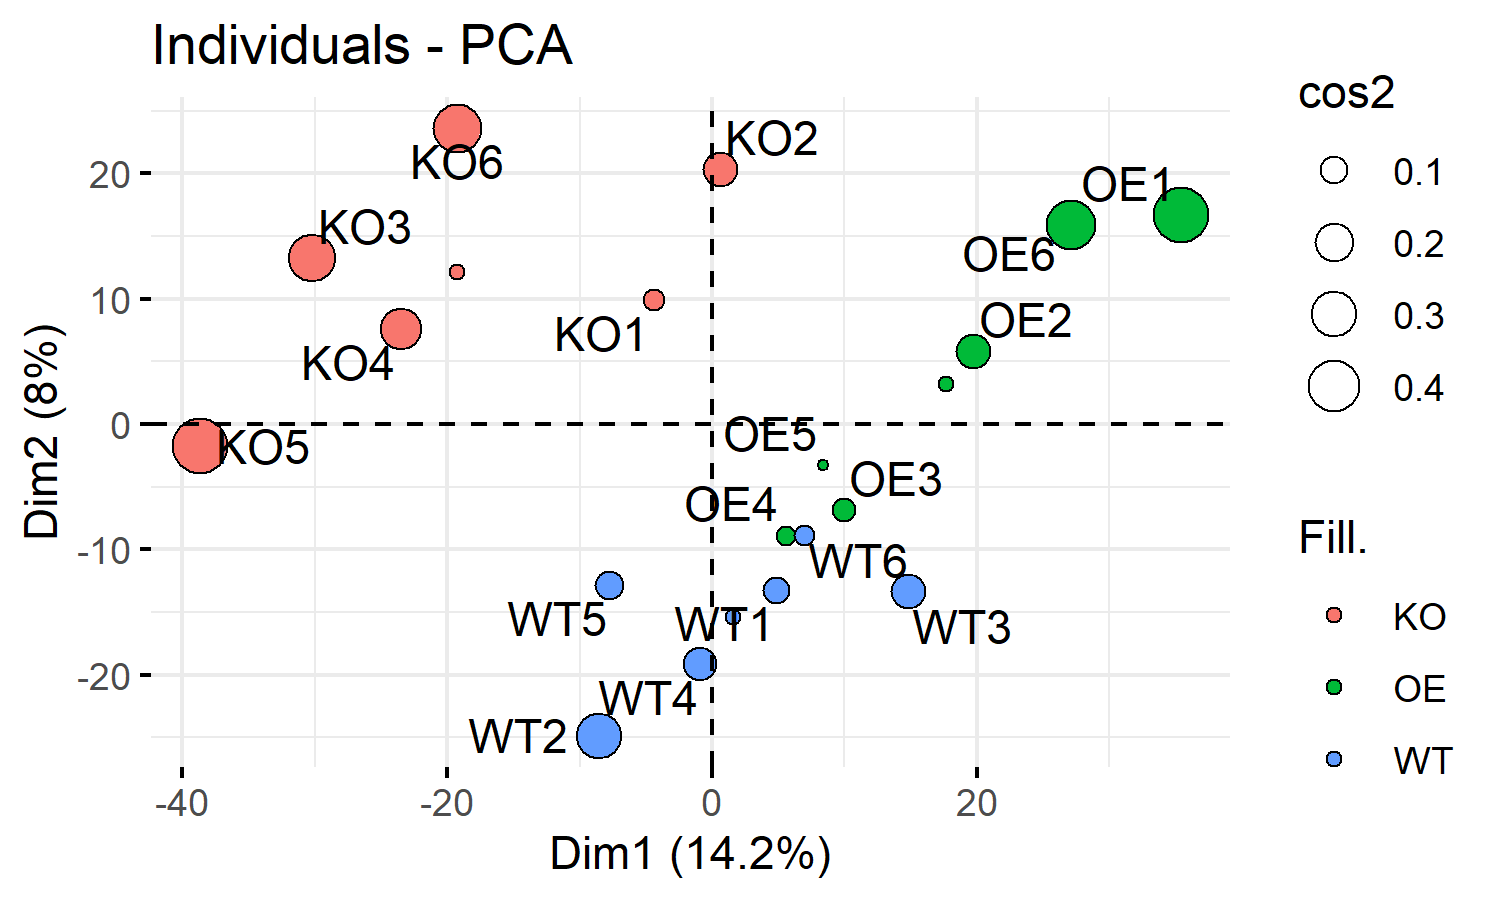 Individuals - PCA
KO6
KO2
KO3
KO4
KO1
KO5
OE1
OE6
OE2
OE5
OE3
OE4
WT6
WT5
WT1
WT3
WT4
WT2
20
10
0
-10
-20
Dim2 (8%)
-40
-20
0
20
Dim1 (14.2%)
cos2
0.1
0.2
0.3
0.4
Fill.
KO
OE
WT